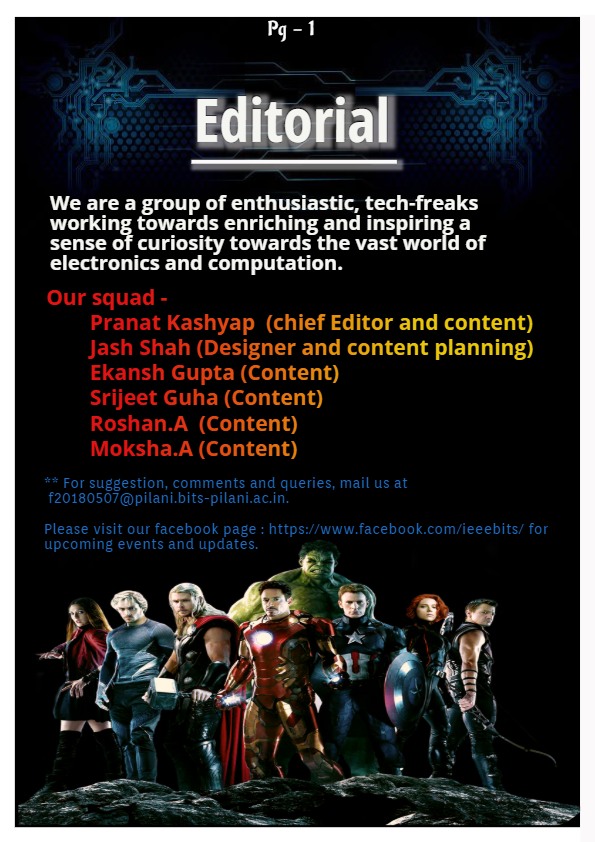 Pg - 1
Editorial
We are a group of enthusiastic, tech-freaks
working towards enriching and inspiring a
sense of curiosity towards the vast world of
electronics and computation.
Our squad -
Pranat Kashyap (chief Editor and content)
Jash Shah (Designer and content planning)
Ekansh Gupta (Content)
Srijeet Guha (Content)
Roshan.A (Content)
Moksha.A (Content)
** For suggestion, comments and queries, mail us at
f20180507@pilani.bits-pilani.ac.in.
Please visit our facebook page : https://www.facebook.com/ieeebits/ for
upcoming events and updates.